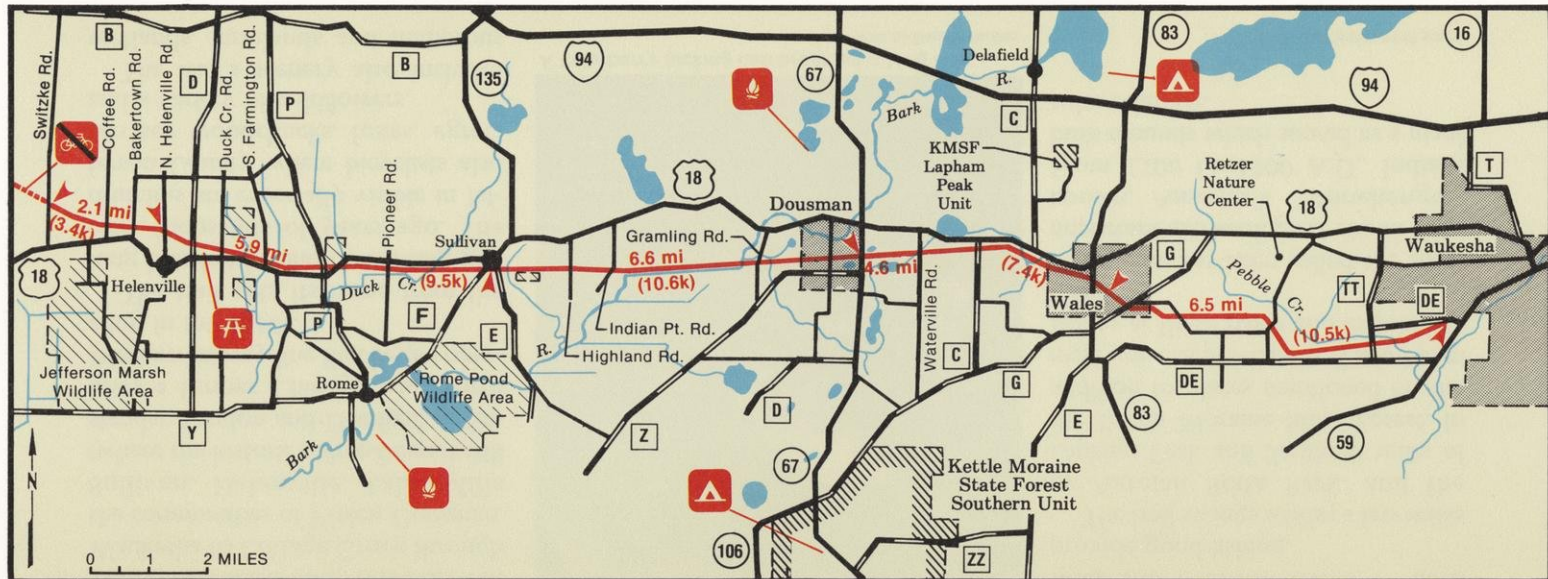 B
Switzke Rd.
Coffee Rd.
Bakertown Rd.
D
N. Helenville Rd.
Duck Cr. Rd.
S. Farmington Rd.
P
B
135
94
67
Bark
R.
Delafield
83
16
94
C
KMSF
Lapham
Peak
Unit
T
Retzer
Nature
Center
18
18
2.1 mi
(3.4k)
Pioneer Rd.
Sullivan
Gramling Rd.
Dousman
Waukesha
5.9 mi
(9.5k)
6.6 mi
(10.6k)
4.6 mi
(7.4k)
G
Pebble
Cr.
TT
DE
18
Helenville
Duck
Cr.
Wales
6.5 mi
(10.5k)
P
F
E
R.
Indian Pt. Rd.
Highland Rd.
Waterville Rd.
C
G
DE
Jefferson Marsh
Wildlife Area
Rome
Rome Pond
Wildlife Area
D
E
83
59
Y
Bark
Z
67
Kettle Moraine
State Forest
Southern Unit
N
106
ZZ
0 1 2 MILES